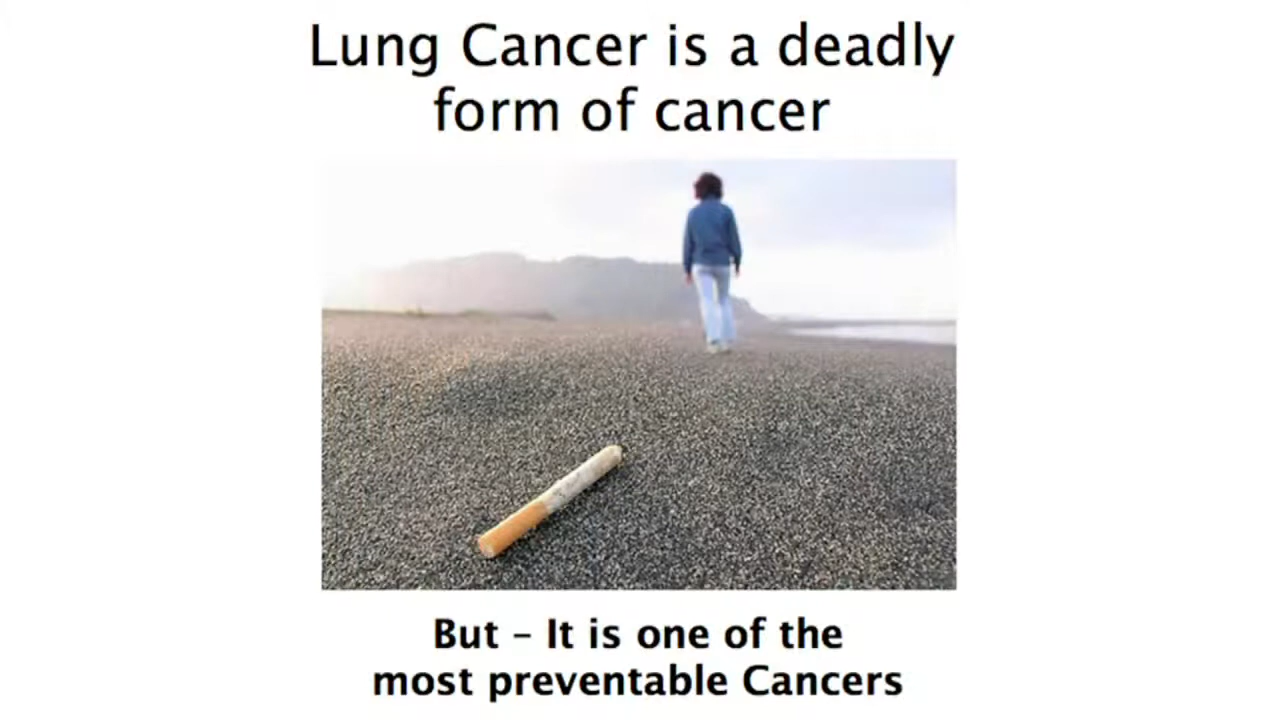 Lung Cancer is a deadly
form of cancer
But – It is one of the
most preventable Cancers